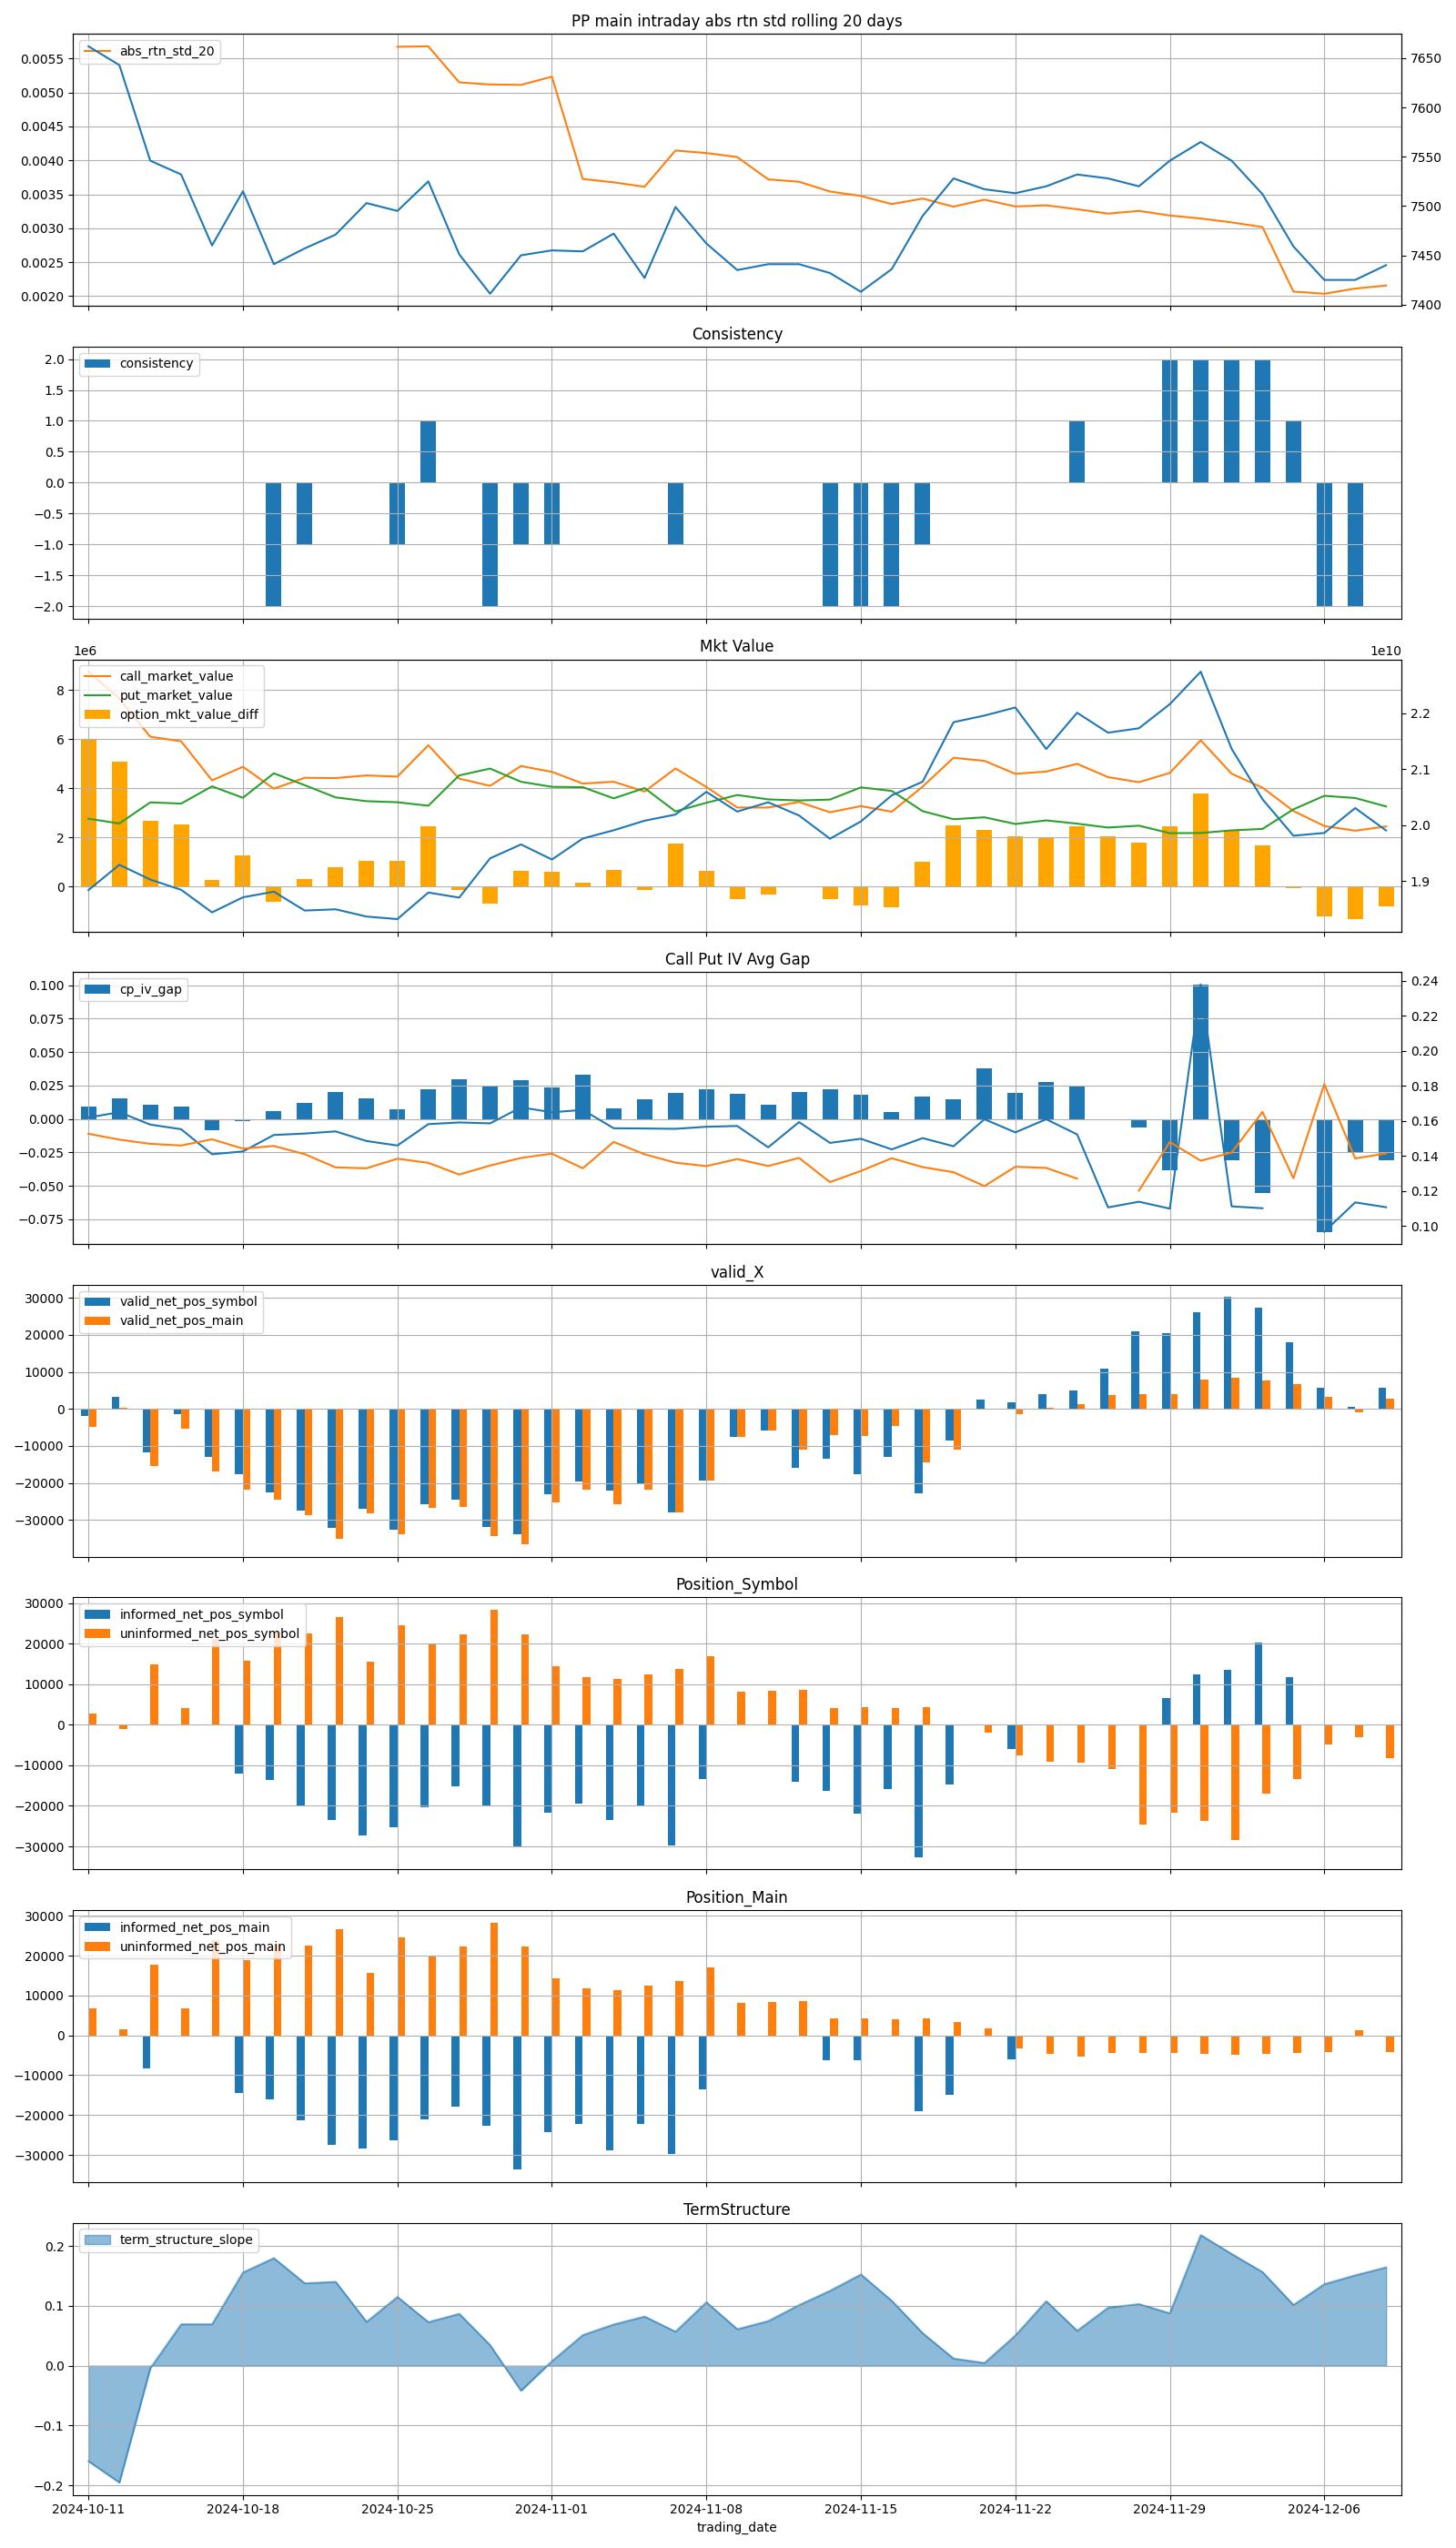 PP main intraday abs rtn std rolling 20 days
abs_rtn_std_20
0.0055
0.0050
0.0045
0.0040
0.0035
0.0030
0.0025
0.0020
7650
7600
7550
7500
7450
7400
Consistency
consistency
2.0
1.5
1.0
0.5
0.0
−0.5
−1.0
−1.5
−2.0
Mkt Value
1e6
1e10
call_market_value
put_market_value
option_mkt_value_diff
8
6
4
2
0
2.2
2.1
2.0
1.9
Call Put IV Avg Gap
cp_iv_gap
0.100
0.075
0.050
0.025
0.000
−0.025
−0.050
−0.075
0.24
0.22
0.20
0.18
0.16
0.14
0.12
0.10
valid_X
valid_net_pos_symbol
valid_net_pos_main
30000
20000
10000
0
−10000
−20000
−30000
Position_Symbol
informed_net_pos_symbol
uninformed_net_pos_symbol
30000
20000
10000
0
−10000
−20000
−30000
Position_Main
informed_net_pos_main
uninformed_net_pos_main
30000
20000
10000
0
−10000
−20000
−30000
TermStructure
term_structure_slope
0.2
0.1
0.0
−0.1
−0.2
2024-10-11 2024-10-18 2024-10-25 2024-11-01 2024-11-08 2024-11-15 2024-11-22 2024-11-29 2024-12-06
trading_date